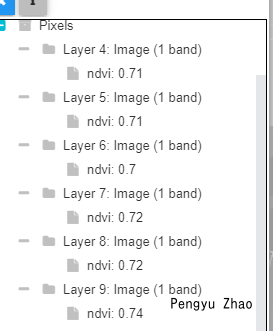 Pixels
Layer 4: Image (1 band)
ndvi: 0.71
Layer 5: Image (1 band)
ndvi: 0.71
Layer 6: Image (1 band)
ndvi: 0.7
Layer 7: Image (1 band)
ndvi: 0.72
Layer 8: Image (1 band)
ndvi: 0.72
Layer 9: Image (1 band)
ndvi: 0.74
Pengyu Zhao